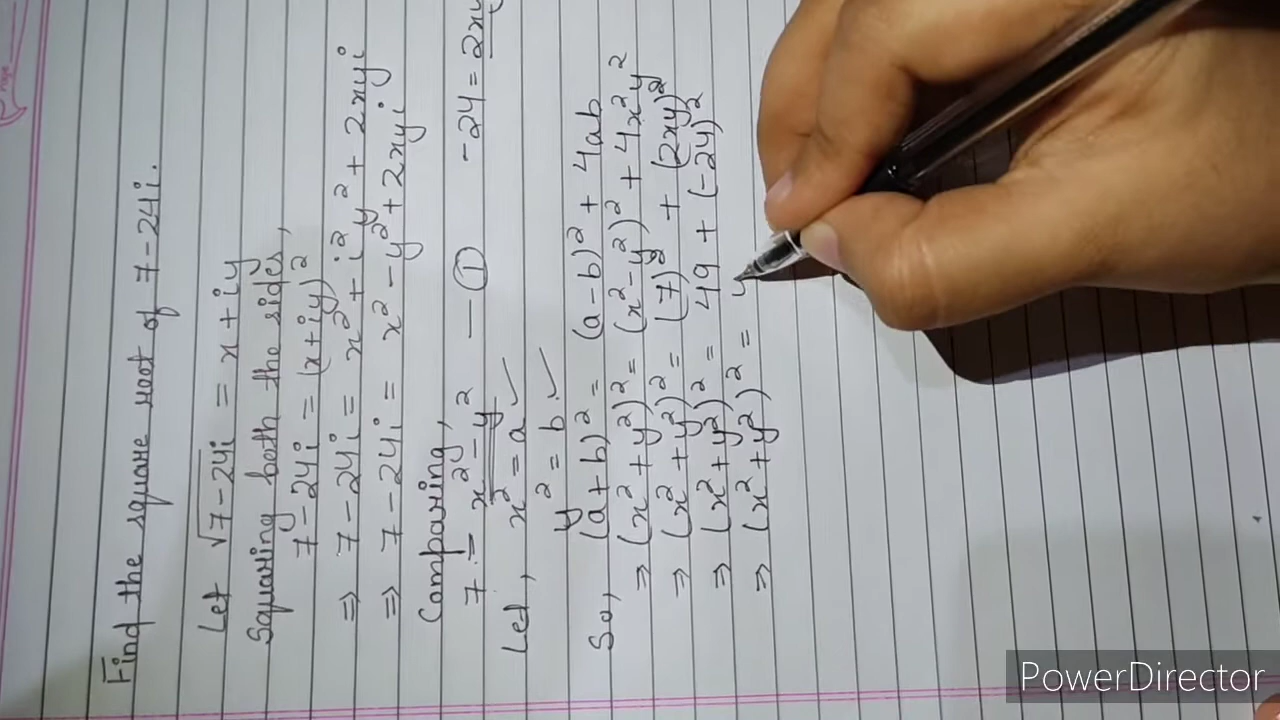 Find the square root of 7-24i.
Let √7-24i = x+iy
Squaring both the sides,
7-24i = (x+iy)²
⇒ 7-24i = x²+i²y²+2xyi
⇒ 7-24i = x²-y²+2xyi
Comparing,
7 = x²-y² — ① -24 = 2xy
Let, x² = a ✓
y² = b ✓
So, (a+b)² = (a-b)² + 4ab
⇒ (x²+y²)² = (x²-y²)² + 4x²y²
⇒ (x²+y²)² = (7)² + (2xy)²
⇒ (x²+y²)² = 49 + (-24)²
⇒ (x²+y²)² =
PowerDirector